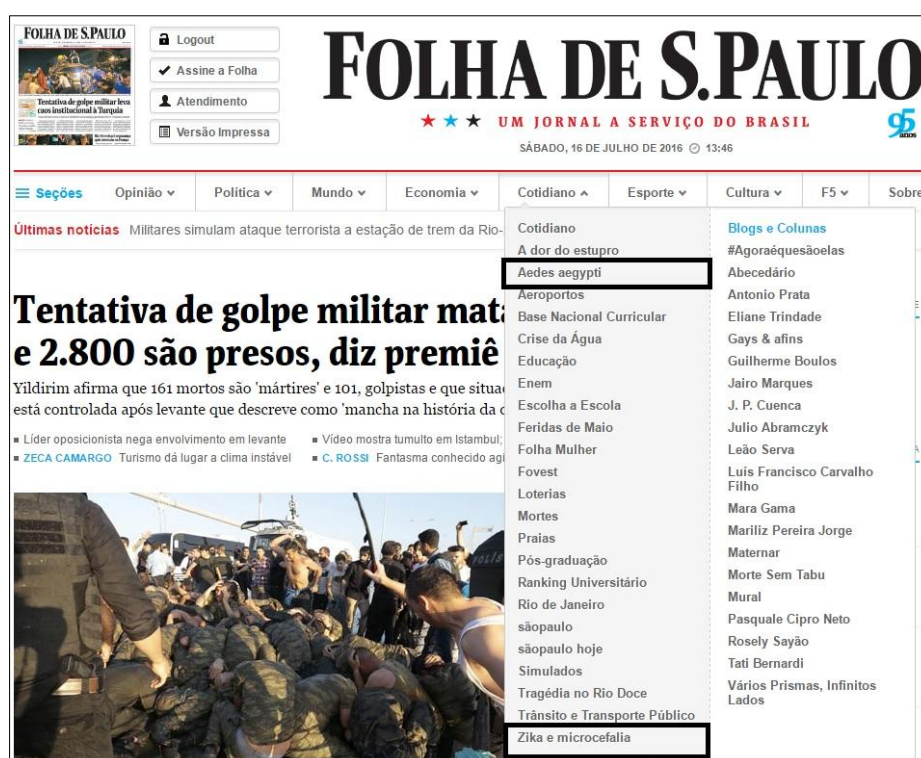 FOLHA DE S.PAULO
Tentativa de golpe militar leva
caos institucional à Turquia
Logout
Assine a Folha
Atendimento
Versão Impressa
FOLHA DE S.PAULO
★ ★ ★ UM JORNAL A SERVIÇO DO BRASIL
95
anos
SÁBADO, 16 DE JULHO DE 2016 13:46
Seções Opinião Política Mundo Economia Cotidiano Esporte Cultura F5 Sobre
Últimas notícias Militares simulam ataque terrorista a estação de trem da Rio-
Tentativa de golpe militar mat
e 2.800 são presos, diz premiê
Yildirim afirma que 161 mortos são 'mártires' e 101, golpistas e que situa
está controlada após levante que descreve como 'mancha na história da
Líder oposicionista nega envolvimento em levante
ZECA CAMARGO Turismo dá lugar a clima instável
Vídeo mostra tumulto em Istambul;
C. ROSSI Fantasma conhecido agi
Cotidiano
A dor do estupro
Aedes aegypti
Aeroportos
Base Nacional Curricular
Crise da Água
Educação
Enem
Escolha a Escola
Feridas de Maio
Folha Mulher
Fovest
Loterias
Mortes
Praias
Pós-graduação
Ranking Universitário
Rio de Janeiro
sãopaulo
sãopaulo hoje
Simulados
Tragédia no Rio Doce
Trânsito e Transporte Público
Zika e microcefalia
Blogs e Colunas
#Agoraéquesãoelas
Abecedário
Antonio Prata
Eliane Trindade
Gays & afins
Guilherme Boulos
Jairo Marques
J. P. Cuenca
Julio Abramczyk
Leão Serva
Luís Francisco Carvalho
Filho
Mara Gama
Mariliz Pereira Jorge
Maternar
Morte Sem Tabu
Mural
Pasquale Cipro Neto
Rosely Sayão
Tati Bernardi
Vários Prismas, Infinitos
Lados